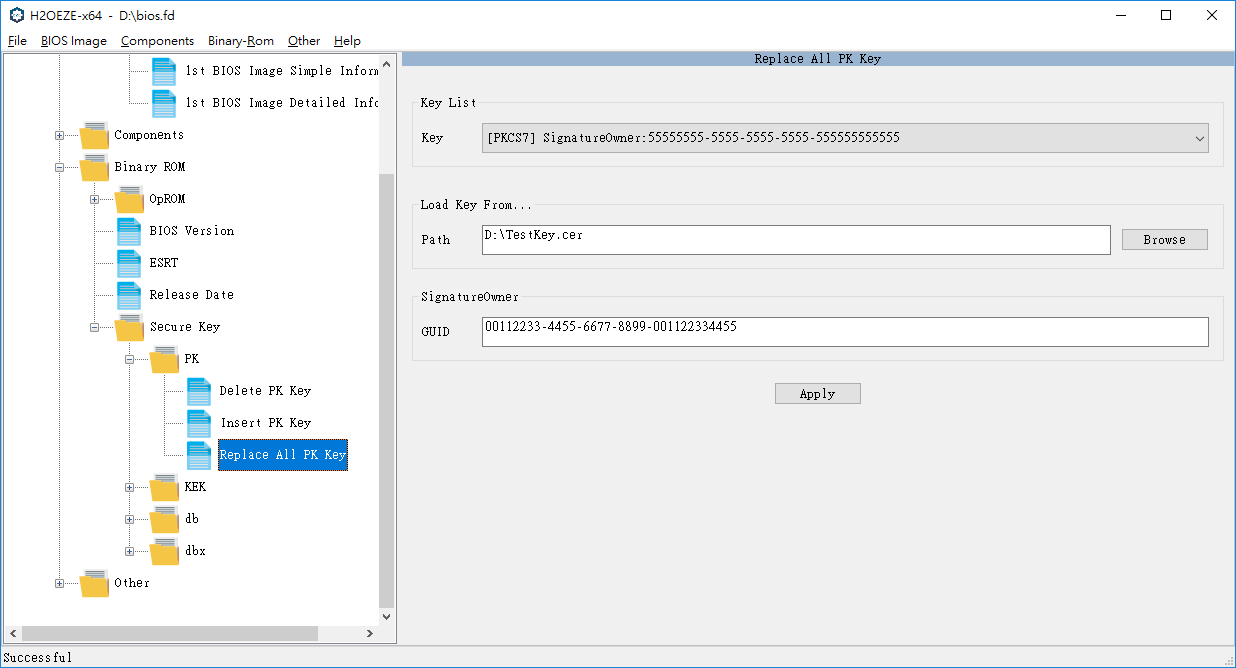 H2OEZE-x64 - D:\bios.fd
File BIOS Image Components Binary-Rom Other Help
1st BIOS Image Simple Inform
1st BIOS Image Detailed Info
Components
Binary ROM
OpROM
BIOS Version
ESRT
Release Date
Secure Key
PK
Delete PK Key
Insert PK Key
Replace All PK Key
KEK
db
dbx
Other
Replace All PK Key
Key List
Key [PKCS7] SignatureOwner:55555555-5555-5555-5555-555555555555
Load Key From...
Path D:\TestKey.cer Browse
SignatureOwner
GUID 00112233-4455-6677-8899-001122334455
Apply
Successful